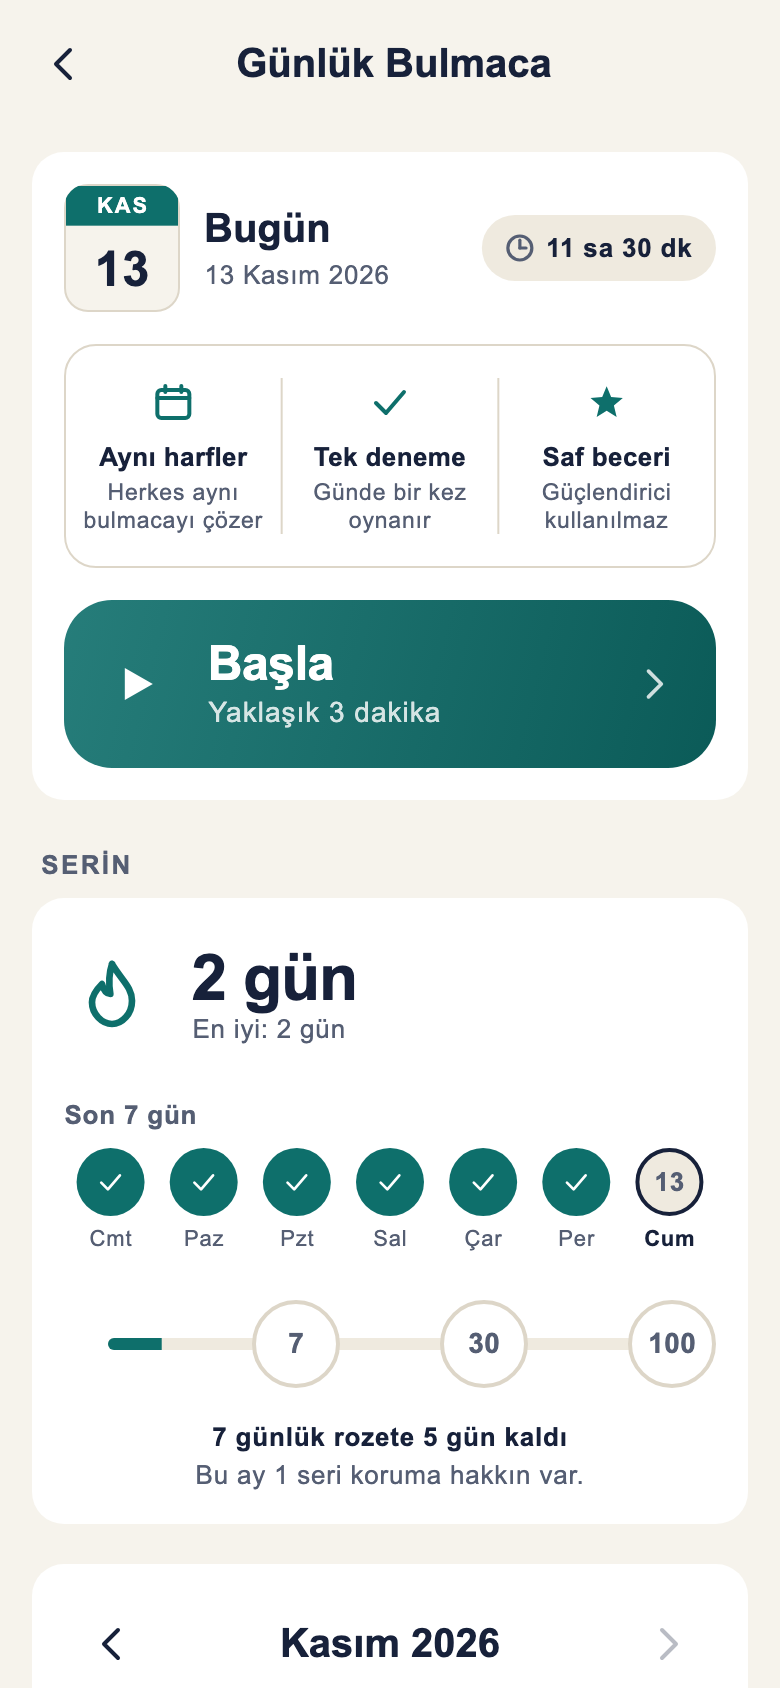 Günlük Bulmaca
KAS
13
Bugün
13 Kasım 2026
11 sa 30 dk
Aynı harfler
Herkes aynı
bulmacayı çözer
Tek deneme
Günde bir kez
oynanır
Saf beceri
Güçlendirici
kullanılmaz
Başla
Yaklaşık 3 dakika
SERİN
2 gün
En iyi: 2 gün
Son 7 gün
13
Cmt Paz Pzt Sal Çar Per Cum
7 30 100
7 günlük rozete 5 gün kaldı
Bu ay 1 seri koruma hakkın var.
Kasım 2026